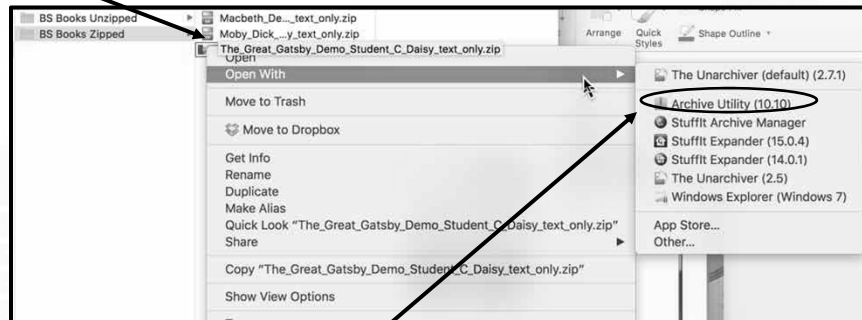 BS Books Unzipped
BS Books Zipped
Macbeth_De..._text_only.zip
Moby_Dick_...y_text_only.zip
The_Great_Gatsby_Demo_Student_C_Daisy_text_only.zip
Arrange
Quick Styles
Shape Outline
Open
Open With
Move to Trash
Move to Dropbox
Get Info
Rename
Duplicate
Make Alias
Quick Look “The_Great_Gatsby_Demo_Student_C_Daisy_text_only.zip”
Share
Copy “The_Great_Gatsby_Demo_Student_C_Daisy_text_only.zip”
Show View Options
The Unarchiver (default) (2.7.1)
Archive Utility (10.10)
StuffIt Archive Manager
StuffIt Expander (15.0.4)
StuffIt Expander (14.0.1)
The Unarchiver (2.5)
Windows Explorer (Windows 7)
App Store...
Other...